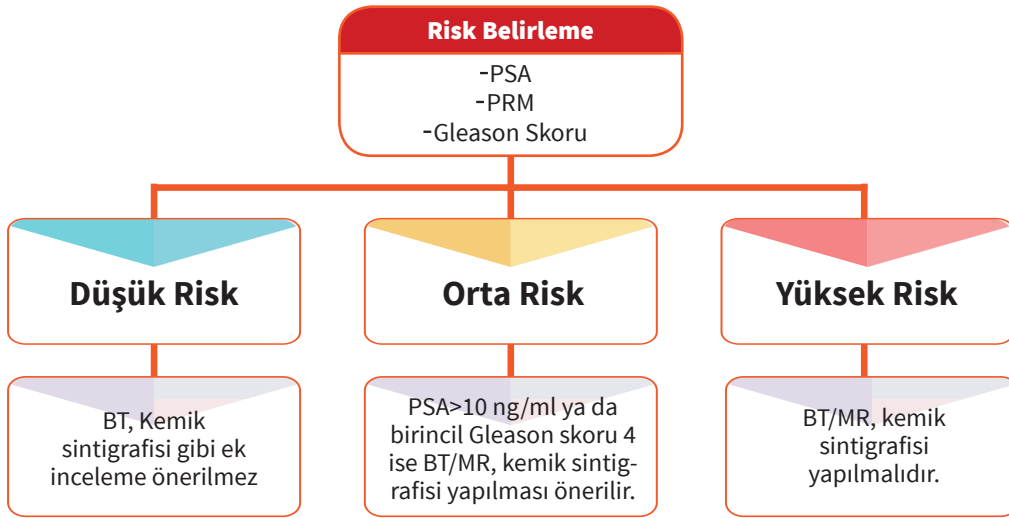 Risk Belirleme
-PSA
-PRM
-Gleason Skoru
Düşük Risk
Orta Risk
Yüksek Risk
BT, Kemik
sintigrafisi gibi ek
inceleme önerilmez
PSA>10 ng/ml ya da
birincil Gleason skoru 4
ise BT/MR, kemik sintig-
rafisi yapılması önerilir.
BT/MR, kemik
sintigrafisi
yapılmalıdır.